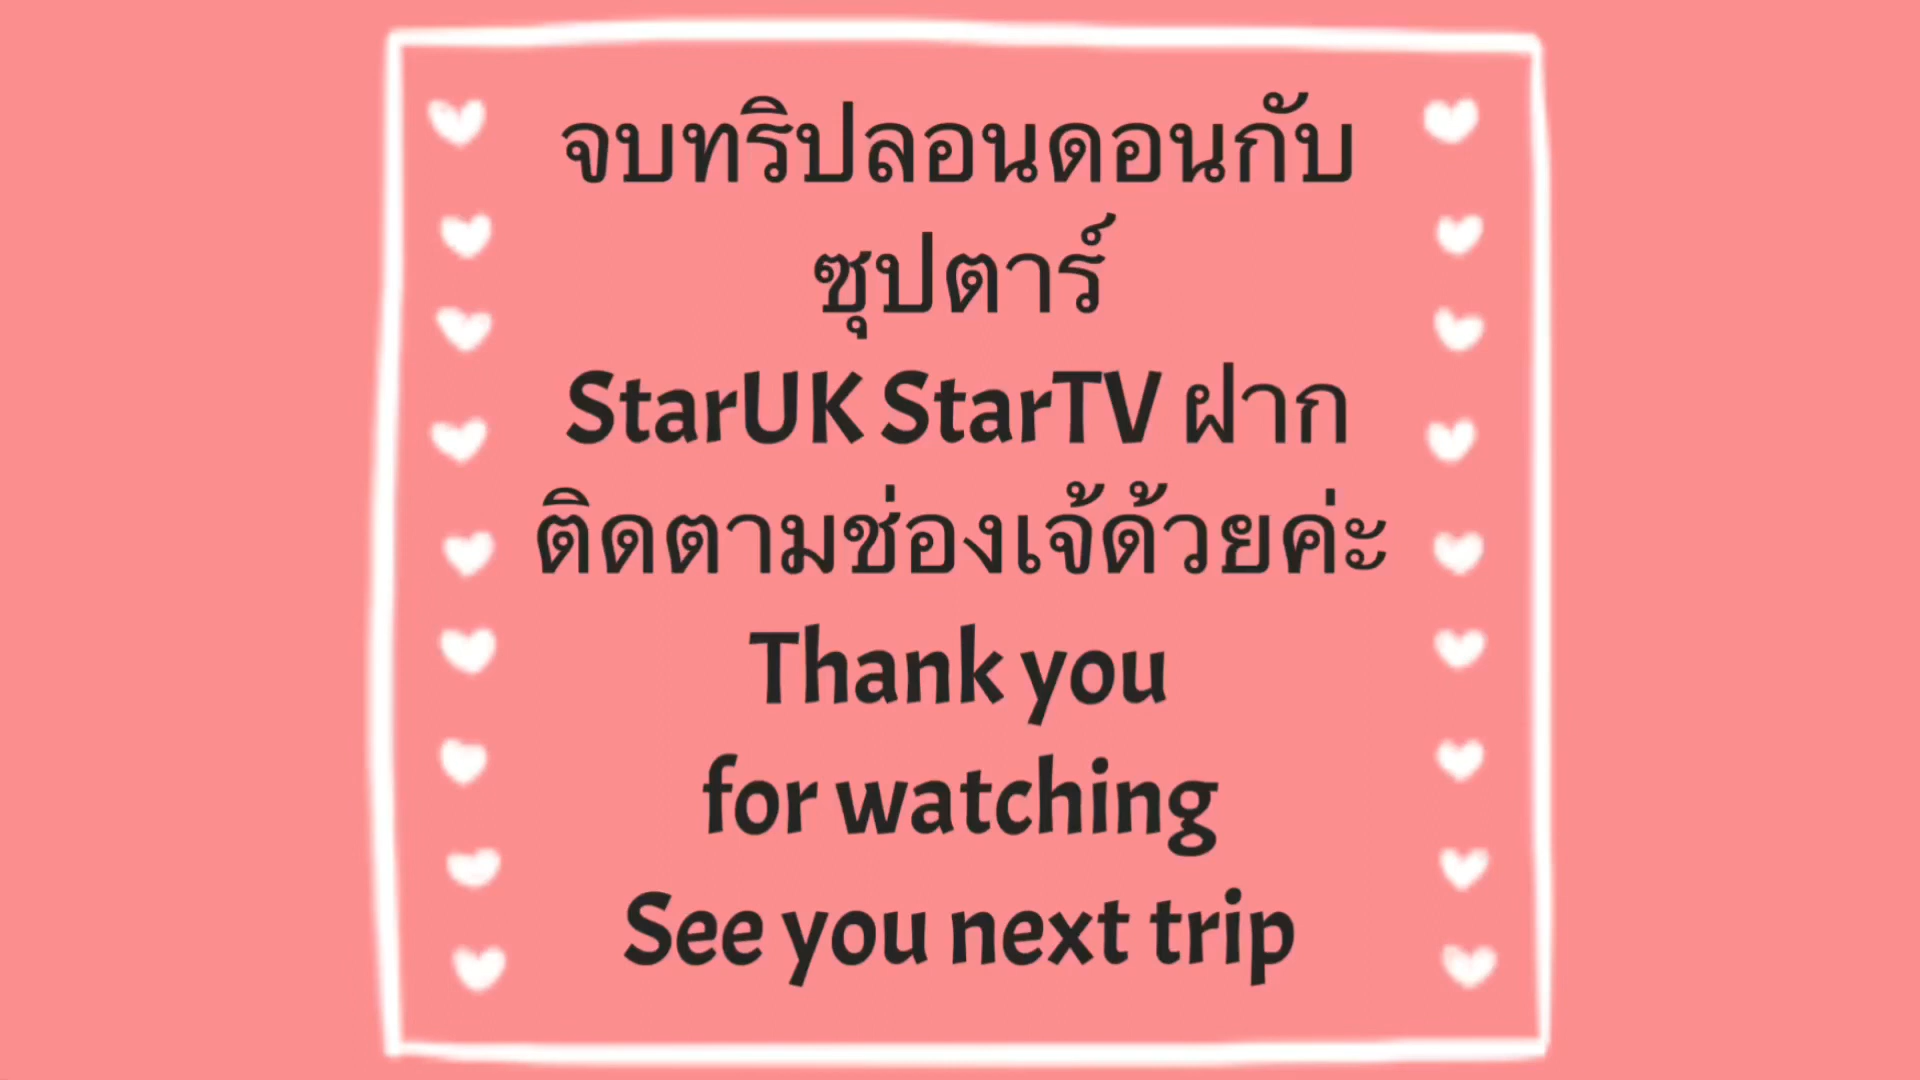 จบทริปลอนดอนกับ
ซุปตาร์
StarUK StarTV ฝาก
ติดตามช่องเจ้ด้วยค่ะ
Thank you
for watching
See you next trip